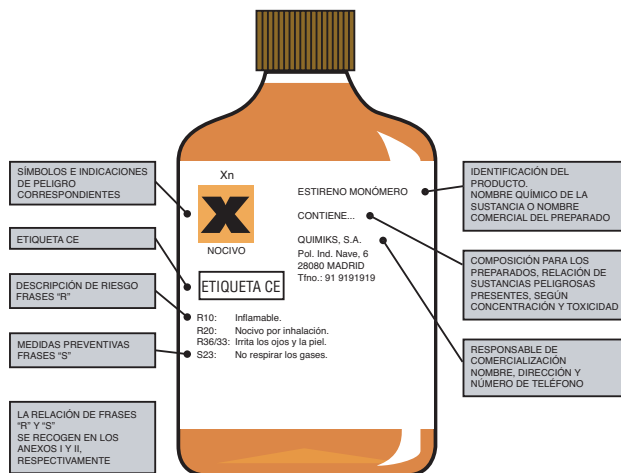 SÍMBOLOS E INDICACIONES
DE PELIGRO
CORRESPONDIENTES
ETIQUETA CE
DESCRIPCIÓN DE RIESGO
FRASES “R”
MEDIDAS PREVENTIVAS
FRASES “S”
LA RELACIÓN DE FRASES
“R” Y “S”
SE RECOGEN EN LOS
ANEXOS I Y II,
RESPECTIVAMENTE
Xn
X
NOCIVO
ETIQUETA CE
ESTIRENO MONÓMERO
CONTIENE...
QUIMIKS, S.A.
Pol. Ind. Nave, 6
28080 MADRID
Tfno.: 91 9191919
R10: Inflamable.
R20: Nocivo por inhalación.
R36/33: Irrita los ojos y la piel.
S23: No respirar los gases.
IDENTIFICACIÓN DEL
PRODUCTO.
NOMBRE QUÍMICO DE LA
SUSTANCIA O NOMBRE
COMERCIAL DEL PREPARADO
COMPOSICIÓN PARA LOS
PREPARADOS, RELACIÓN DE
SUSTANCIAS PELIGROSAS
PRESENTES, SEGÚN
CONCENTRACIÓN Y TOXICIDAD
RESPONSABLE DE
COMERCIALIZACIÓN
NOMBRE, DIRECCIÓN Y
NÚMERO DE TELÉFONO